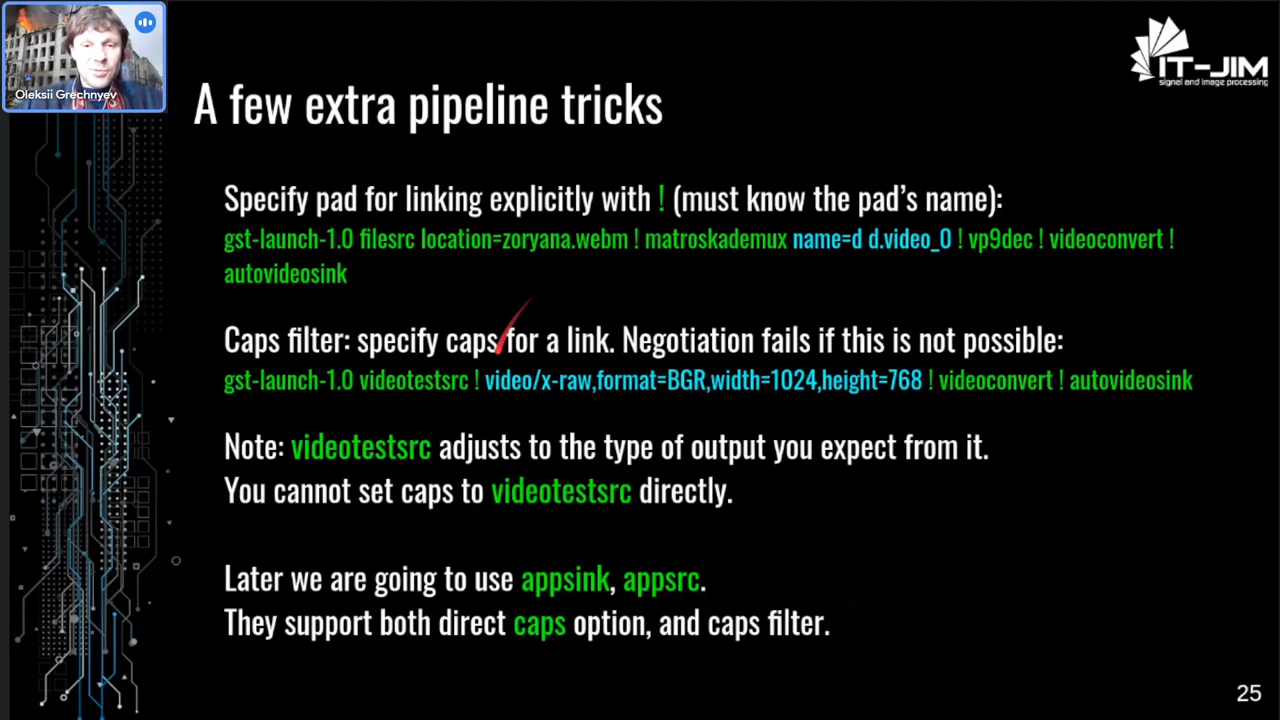 Oleksii Grechnyev
IT-JIM
signal and image processing
A few extra pipeline tricks
Specify pad for linking explicitly with ! (must know the pad's name):
gst-launch-1.0 filesrc location=zoryana.webm ! matroskademux name=d d.video_0 ! vp9dec ! videoconvert !
autovideosink
Caps filter: specify caps for a link. Negotiation fails if this is not possible:
gst-launch-1.0 videotestsrc ! video/x-raw,format=BGR,width=1024,height=768 ! videoconvert ! autovideosink
Note: videotestsrc adjusts to the type of output you expect from it.
You cannot set caps to videotestsrc directly.
Later we are going to use appsink, appsrc.
They support both direct caps option, and caps filter.
25